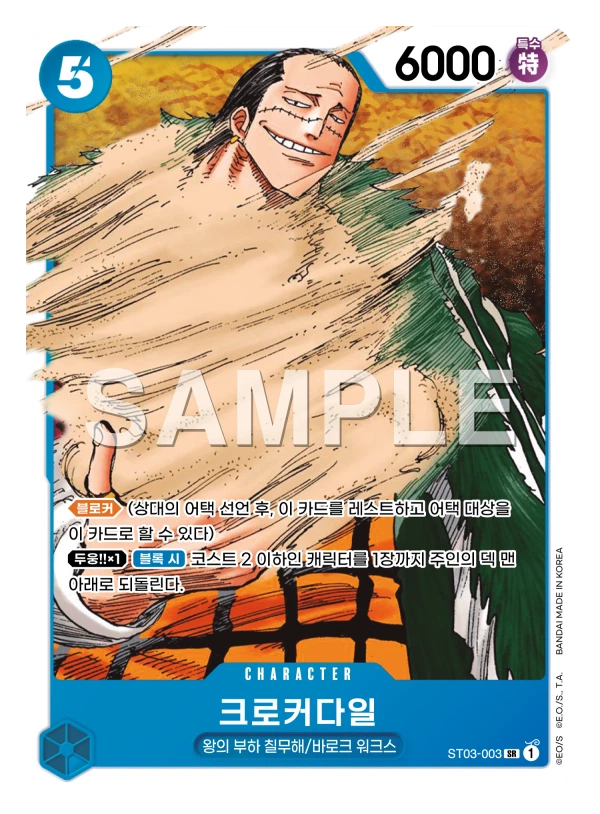 5
6000
특수
特
SAMPLE
블로커 (상대의 어택 선언 후, 이 카드를 레스트하고 어택 대상을
이 카드로 할 수 있다)
두웅!!×1 블록 시 코스트 2 이하인 캐릭터를 1장까지 주인의 덱 맨
아래로 되돌린다.
CHARACTER
크로커다일
왕의 부하 칠무해/바로크 웍스
ST03-003 SR 1
©EO/S ©E.O./S., T.A. BANDAI MADE IN KOREA